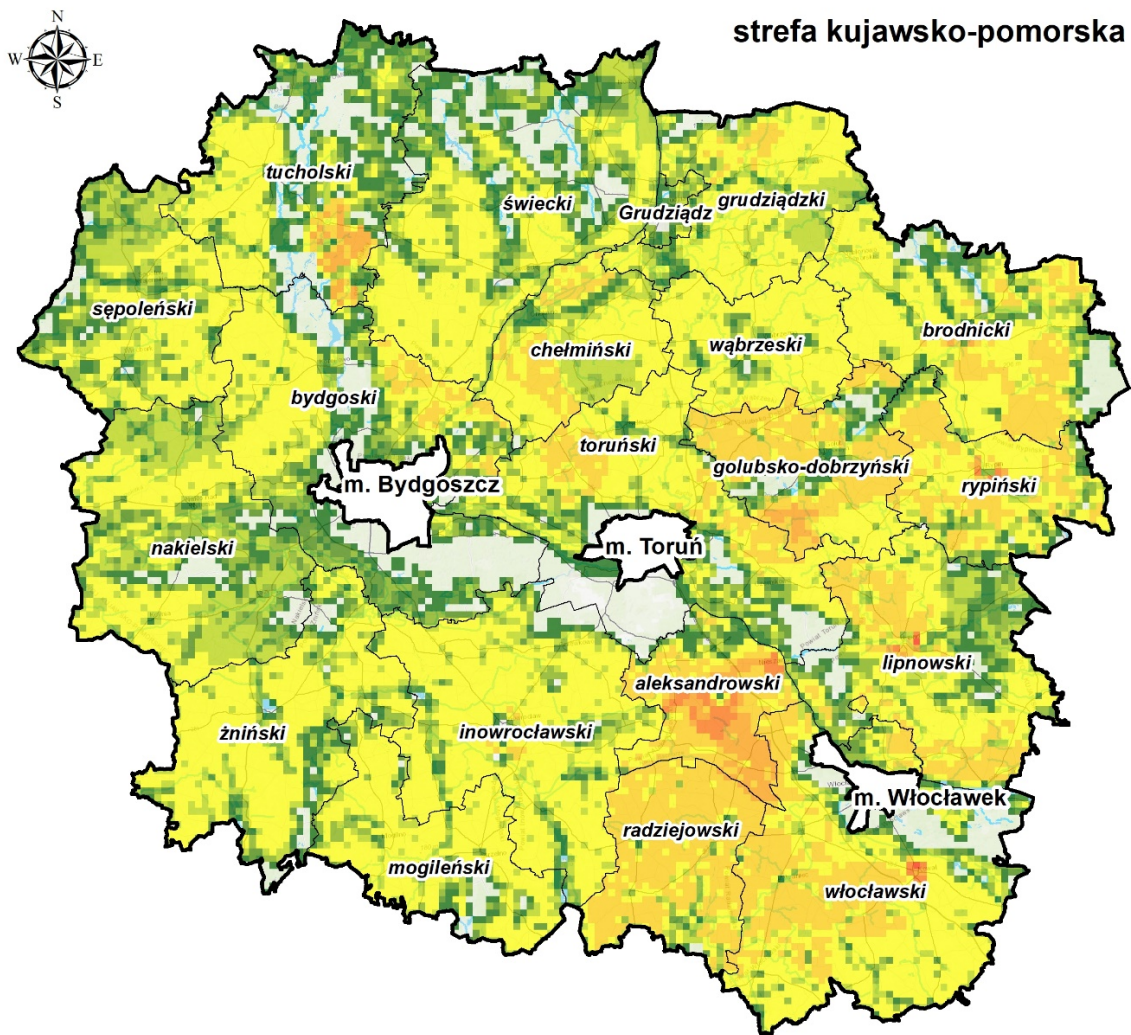 strefa kujawsko-pomorska
N
W E
S
tucholski
świecki
Grudziądz
grudziądzki
sępoleński
brodnicki
chełmiński
wąbrzeski
bydgoski
toruński
golubsko-dobrzyński
rypiński
m. Bydgoszcz
nakielski
m. Toruń
lipnowski
aleksandrowski
żniński
inowrocławski
m. Włocławek
radziejowski
mogileński
włocławski